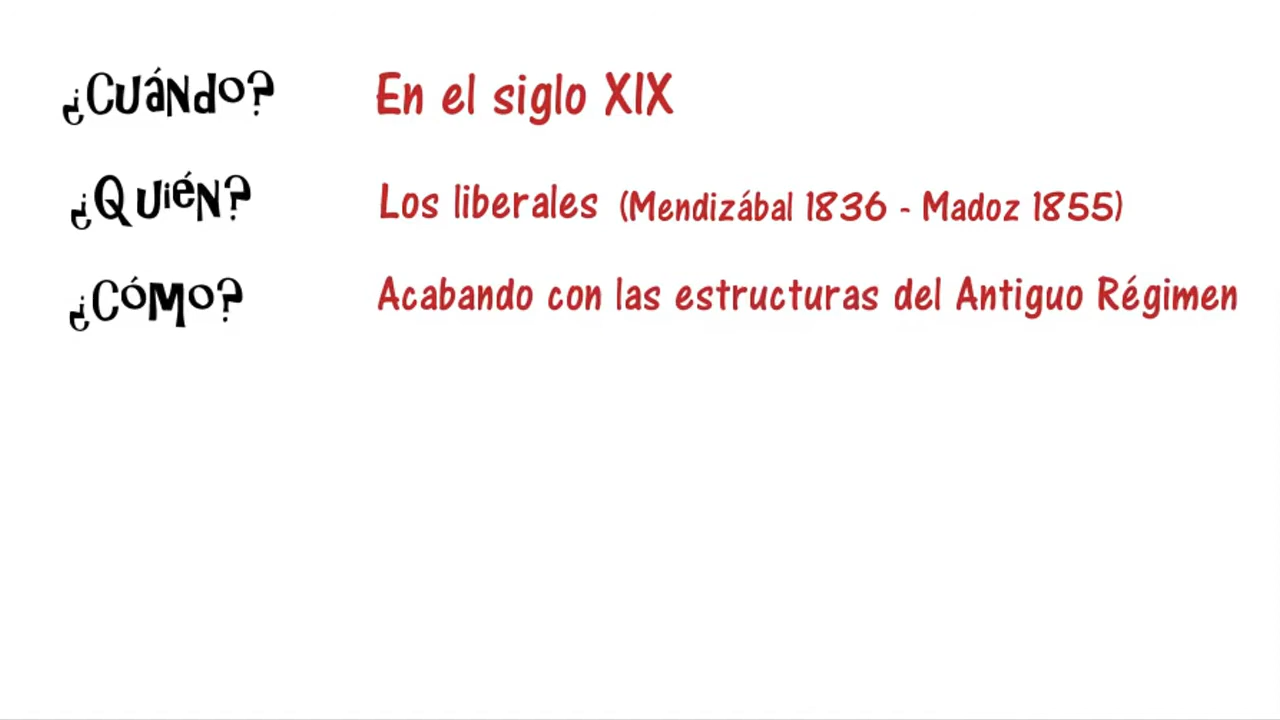 ¿Cuándo? En el siglo XIX
¿Quién? Los liberales (Mendizábal 1836 - Madoz 1855)
¿Cómo? Acabando con las estructuras del Antiguo Régimen